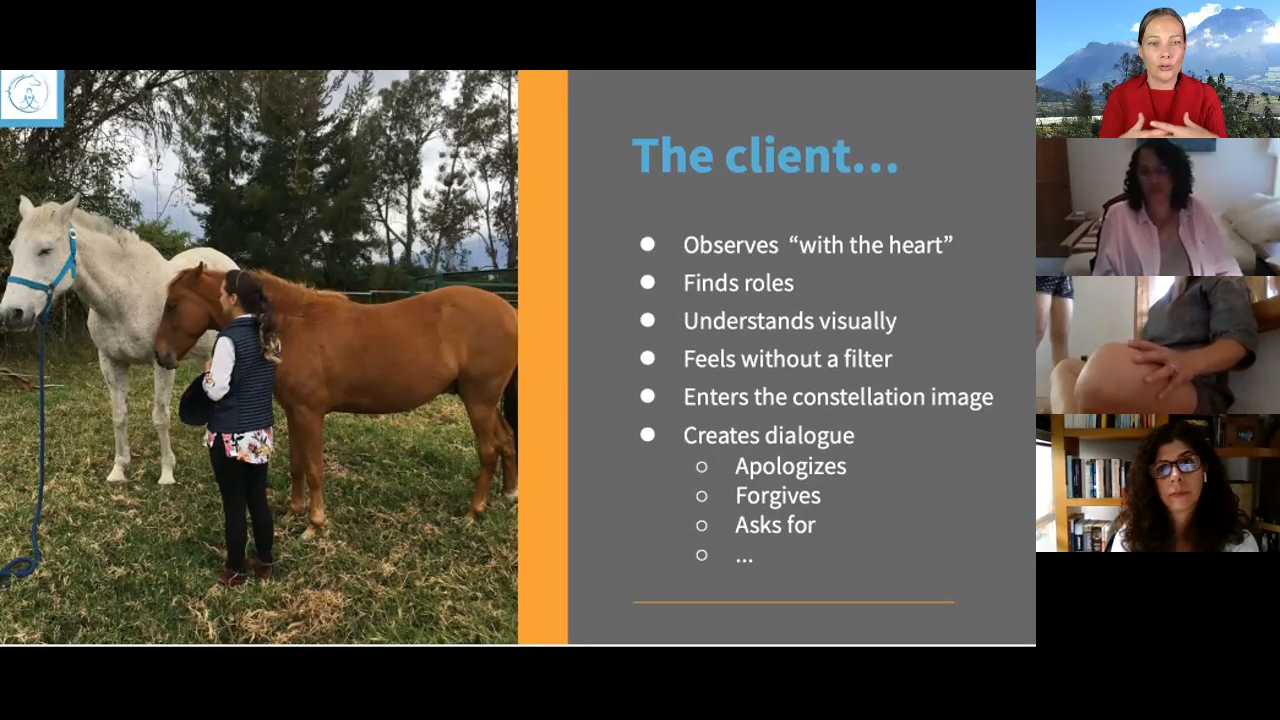 The client...
● Observes “with the heart”
● Finds roles
● Understands visually
● Feels without a filter
● Enters the constellation image
● Creates dialogue
○ Apologizes
○ Forgives
○ Asks for
○ ...